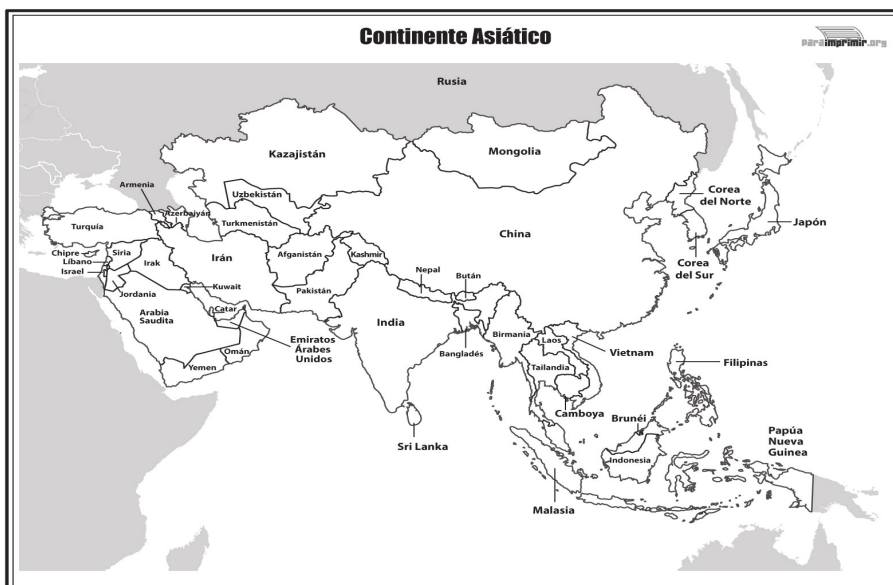 Continente Asiático
paraimprimir.org
Rusia
Kazajistán
Mongolia
Armenia
Uzbekistán
Azerbaiyán
Turkmenistán
Turquía
Corea
del Norte
Japón
China
Chipre
Siria
Líbano
Irak
Israel
Irán
Afganistán
Kashmir
Corea
del Sur
Kuwait
Nepal
Bután
Jordania
Pakistán
Arabia
Saudita
Catar
India
Emiratos
Árabes
Unidos
Omán
Yemen
Birmania
Bangladés
Laos
Vietnam
Tailandia
Filipinas
Camboya
Brunéi
Sri Lanka
Papúa
Nueva
Guinea
Indonesia
Malasia